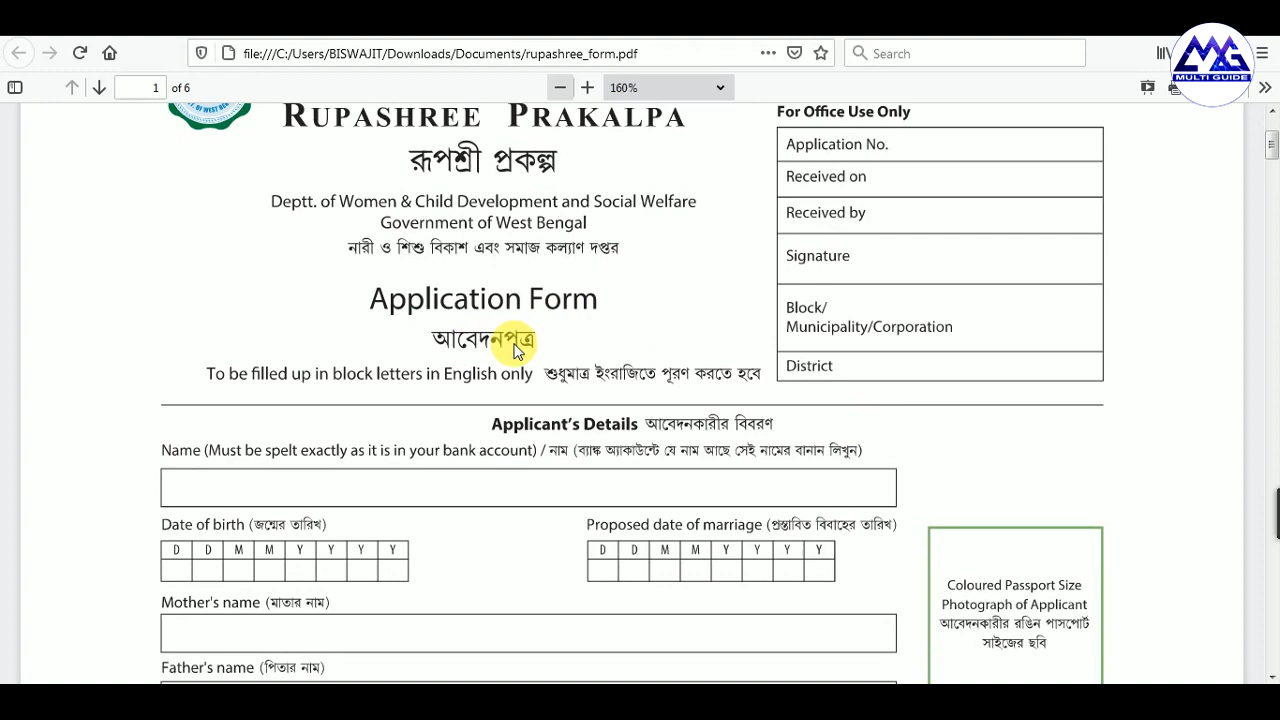 file:///C:/Users/BISWAJIT/Downloads/Documents/rupashree_form.pdf
Search
MULTI GUIDE
1 of 6
160%
RUPASHREE PRAKALPA
রূপশ্রী প্রকল্প
Deptt. of Women & Child Development and Social Welfare
Government of West Bengal
নারী ও শিশু বিকাশ এবং সমাজ কল্যাণ দপ্তর
Application Form
আবেদনপত্র
To be filled up in block letters in English only শুধুমাত্র ইংরাজিতে পূরণ করতে হবে
For Office Use Only
Application No.
Received on
Received by
Signature
Block/
Municipality/Corporation
District
Applicant's Details আবেদনকারীর বিবরণ
Name (Must be spelt exactly as it is in your bank account) / নাম (ব্যাঙ্ক অ্যাকাউন্টে যে নাম আছে সেই নামের বানান লিখুন)
Date of birth (জন্মের তারিখ)
D D M M Y Y Y Y
Proposed date of marriage (প্রস্তাবিত বিবাহের তারিখ)
D D M M Y Y Y Y
Mother's name (মাতার নাম)
Father's name (পিতার নাম)
Coloured Passport Size
Photograph of Applicant
আবেদনকারীর রঙিন পাসপোর্ট
সাইজের ছবি